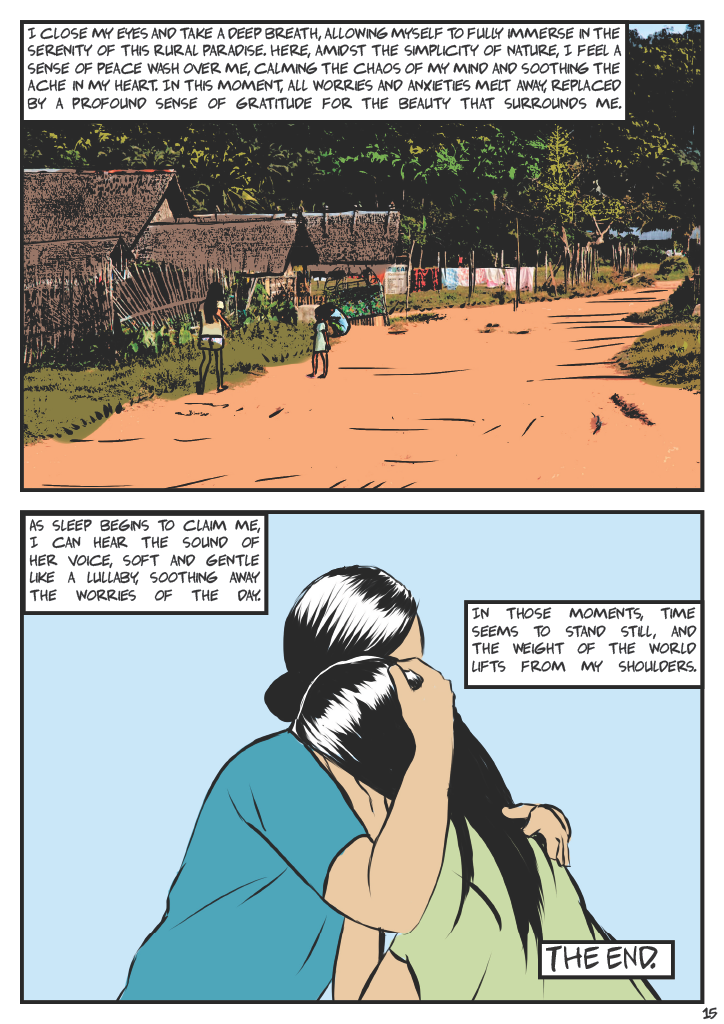 I CLOSE MY EYES AND TAKE A DEEP BREATH, ALLOWING MYSELF TO FULLY IMMERSE IN THE
SERENITY OF THIS RURAL PARADISE. HERE, AMIDST THE SIMPLICITY OF NATURE, I FEEL A
SENSE OF PEACE WASH OVER ME, CALMING THE CHAOS OF MY MIND AND SOOTHING THE
ACHE IN MY HEART. IN THIS MOMENT, ALL WORRIES AND ANXIETIES MELT AWAY, REPLACED
BY A PROFOUND SENSE OF GRATITUDE FOR THE BEAUTY THAT SURROUNDS ME.
AS SLEEP BEGINS TO CLAIM ME,
I CAN HEAR THE SOUND OF
HER VOICE, SOFT AND GENTLE
LIKE A LULLABY, SOOTHING AWAY
THE WORRIES OF THE DAY.
IN THOSE MOMENTS, TIME
SEEMS TO STAND STILL, AND
THE WEIGHT OF THE WORLD
LIFTS FROM MY SHOULDERS.
THE END.
15